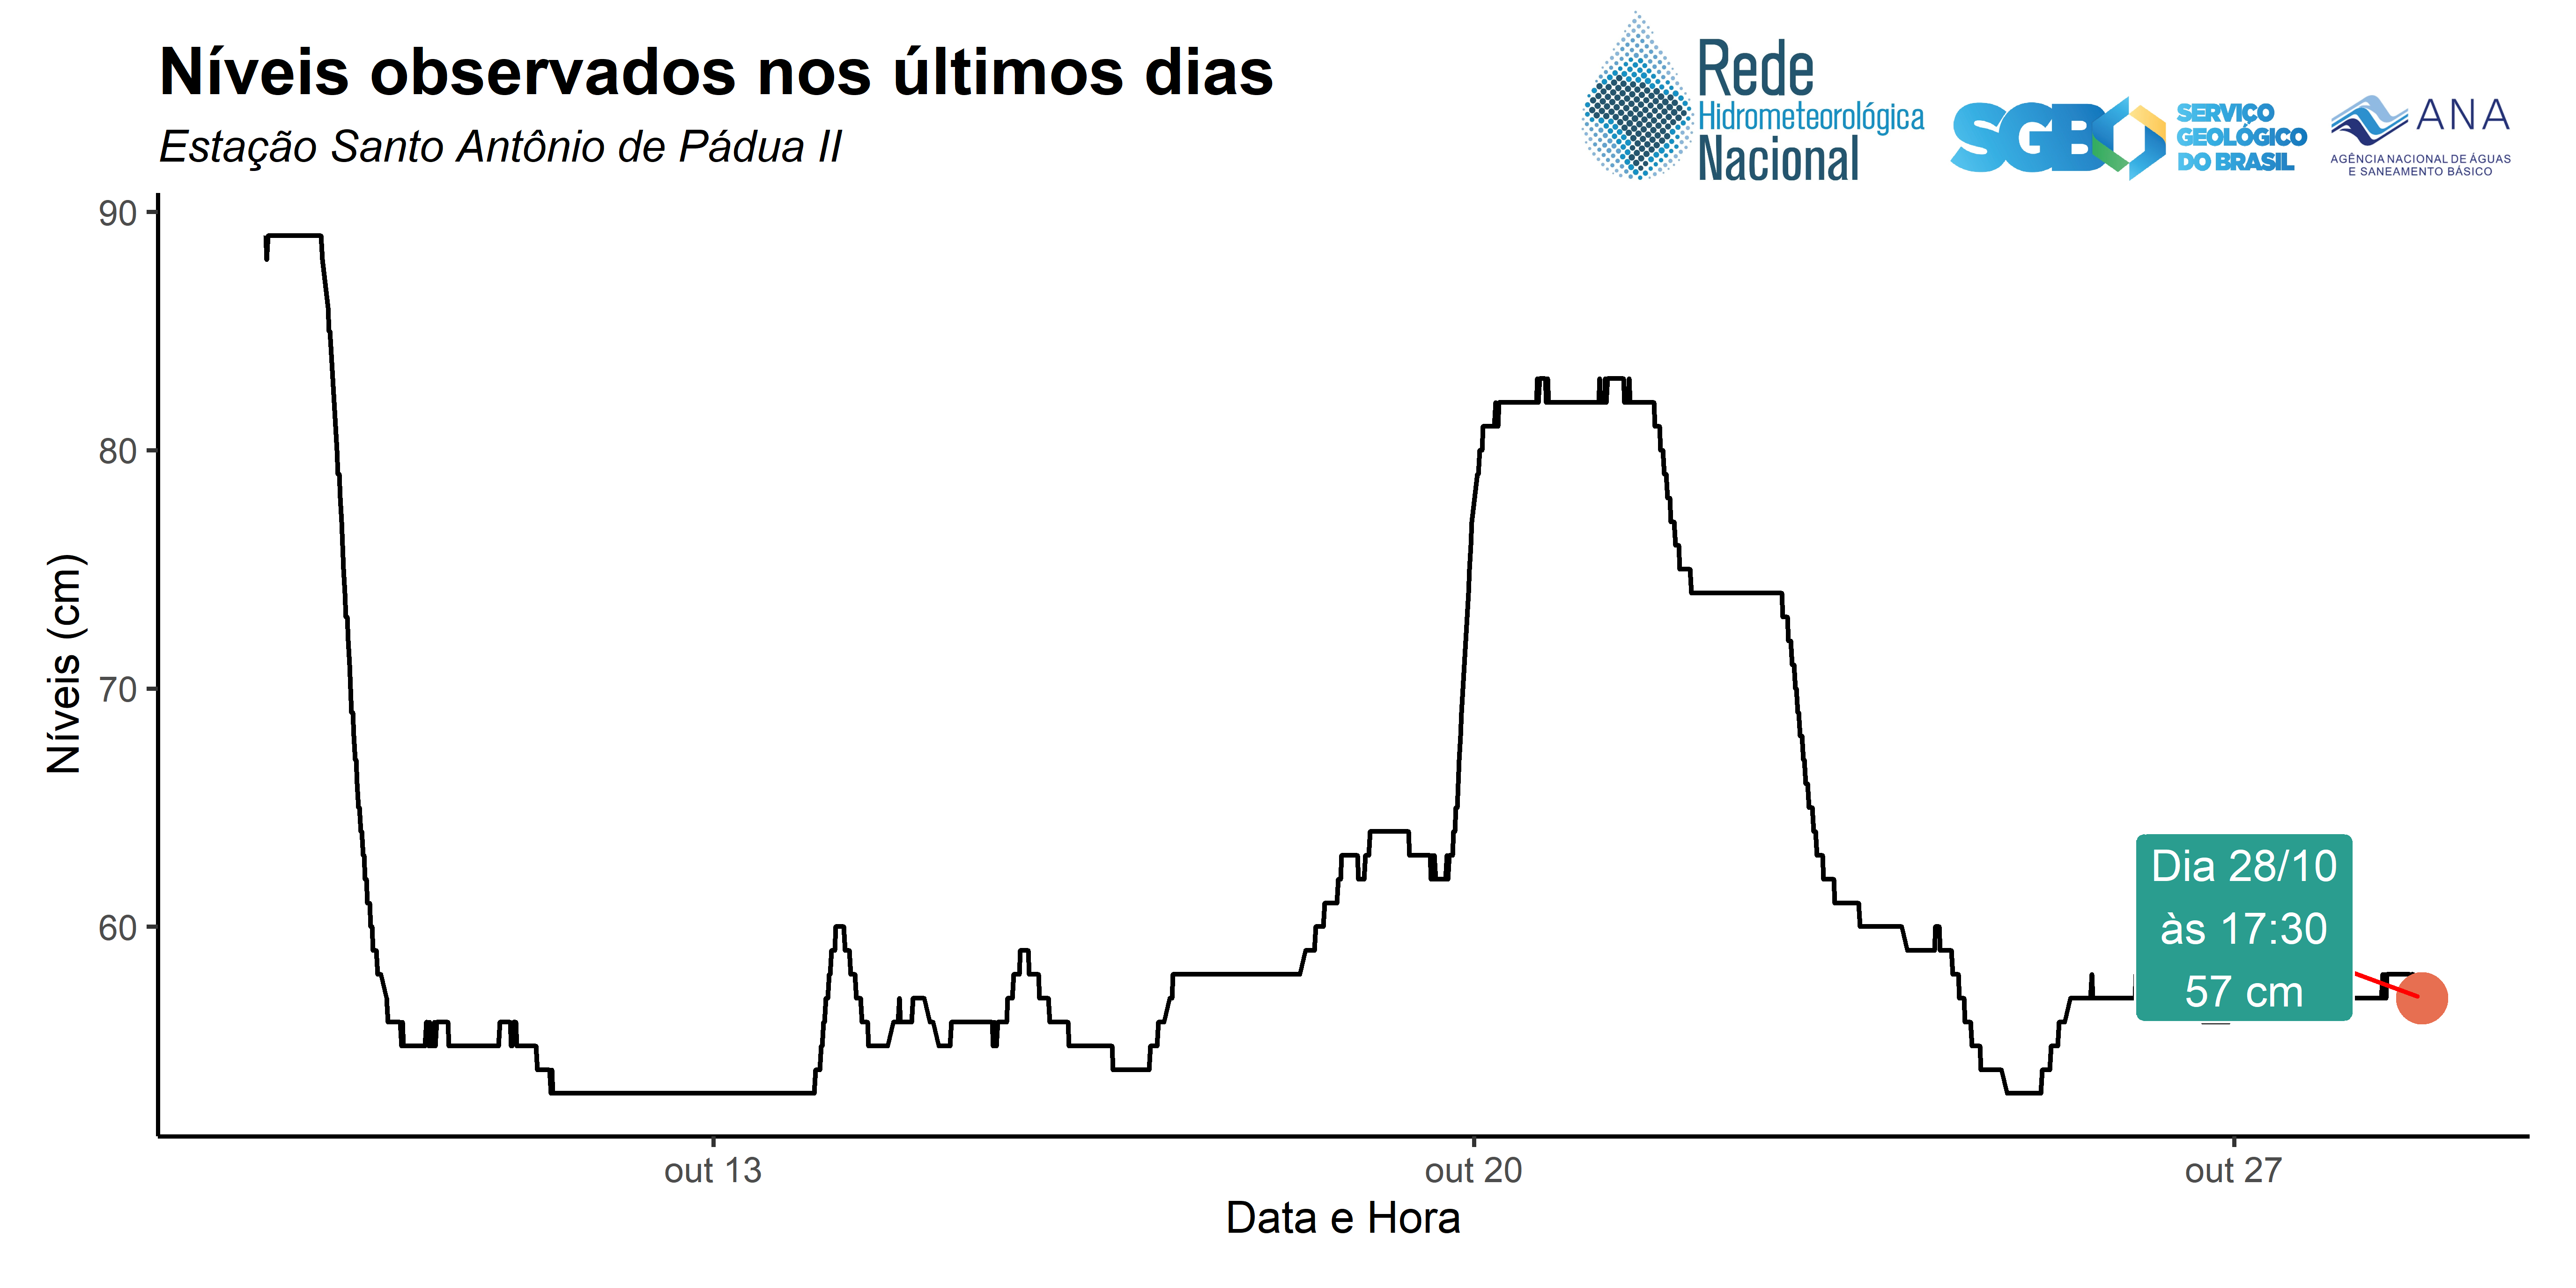 Níveis observados nos últimos dias
Estação Santo Antônio de Pádua II
Rede
Hidrometeorológica
Nacional
SGB
SERVIÇO
GEOLÓGICO
DO BRASIL
ANA
AGÊNCIA NACIONAL DE ÁGUAS
E SANEAMENTO BÁSICO
Níveis (cm)
90
80
70
60
Dia 28/10
às 17:30
57 cm
out 13
out 20
out 27
Data e Hora